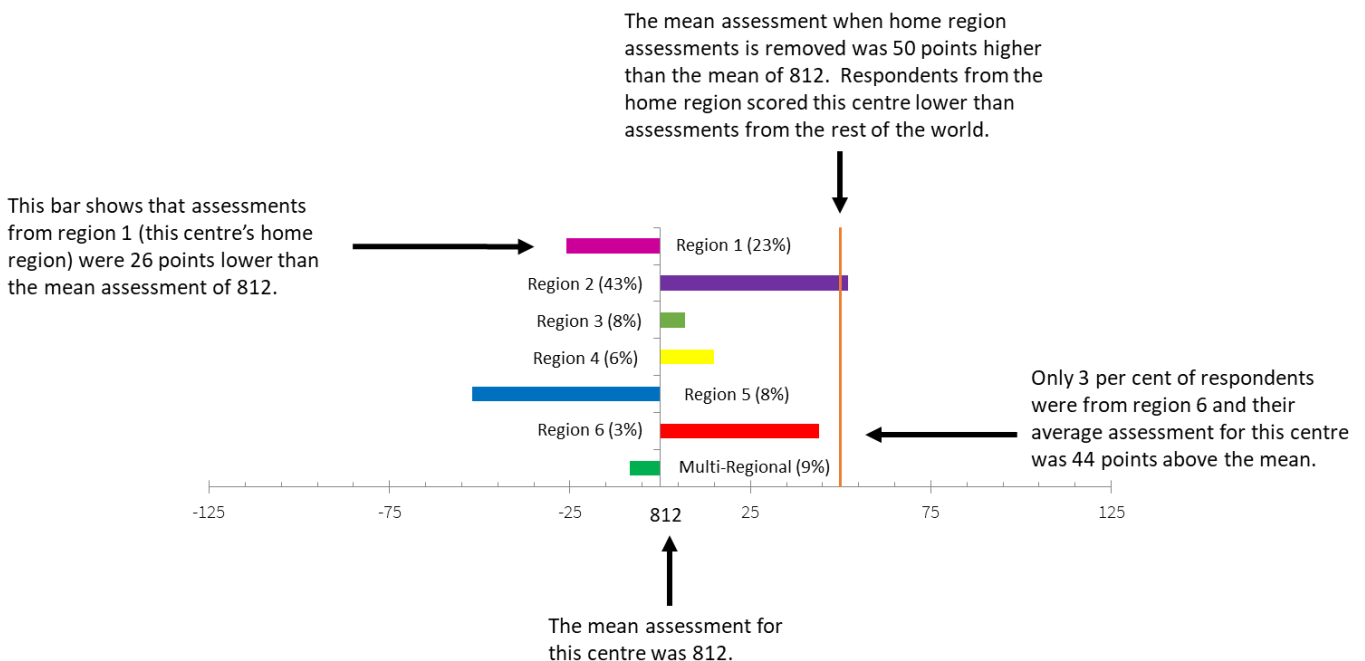 The mean assessment when home region
assessments is removed was 50 points higher
than the mean of 812.  Respondents from the
home region scored this centre lower than
assessments from the rest of the world.
This bar shows that assessments
from region 1 (this centre’s home
region) were 26 points lower than
the mean assessment of 812.
Region 1 (23%)
Region 2 (43%)
Region 3 (8%)
Region 4 (6%)
Region 5 (8%)
Region 6 (3%)
Multi-Regional (9%)
Only 3 per cent of respondents
were from region 6 and their
average assessment for this centre
was 44 points above the mean.
-125 -75 -25 812 25 75 125
The mean assessment for
this centre was 812.